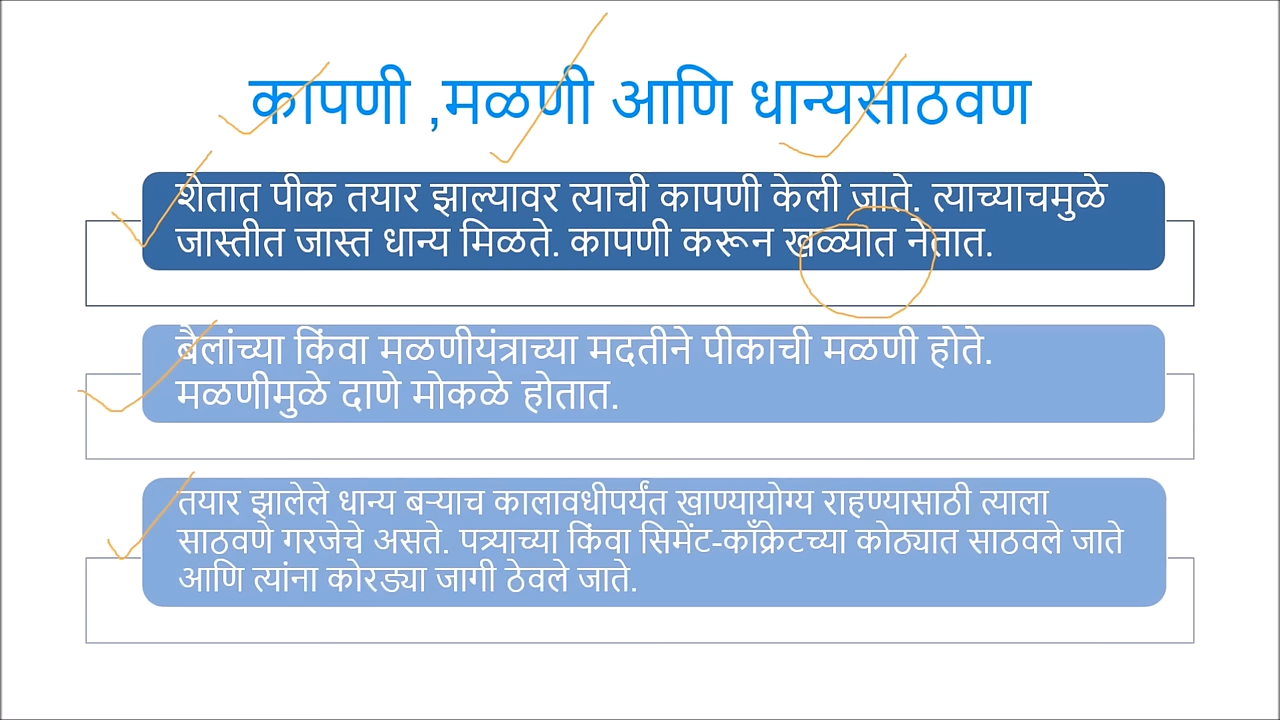 कापणी ,मळणी आणि धान्यसाठवण
शेतात पीक तयार झाल्यावर त्याची कापणी केली जाते. त्याच्याचमुळे
जास्तीत जास्त धान्य मिळते. कापणी करून खळ्यात नेतात.
बैलांच्या किंवा मळणीयंत्राच्या मदतीने पीकाची मळणी होते.
मळणीमुळे दाणे मोकळे होतात.
तयार झालेले धान्य बऱ्याच कालावधीपर्यंत खाण्यायोग्य राहण्यासाठी त्याला
साठवणे गरजेचे असते. पत्र्याच्या किंवा सिमेंट-काँक्रेटच्या कोठ्यात साठवले जाते
आणि त्यांना कोरड्या जागी ठेवले जाते.